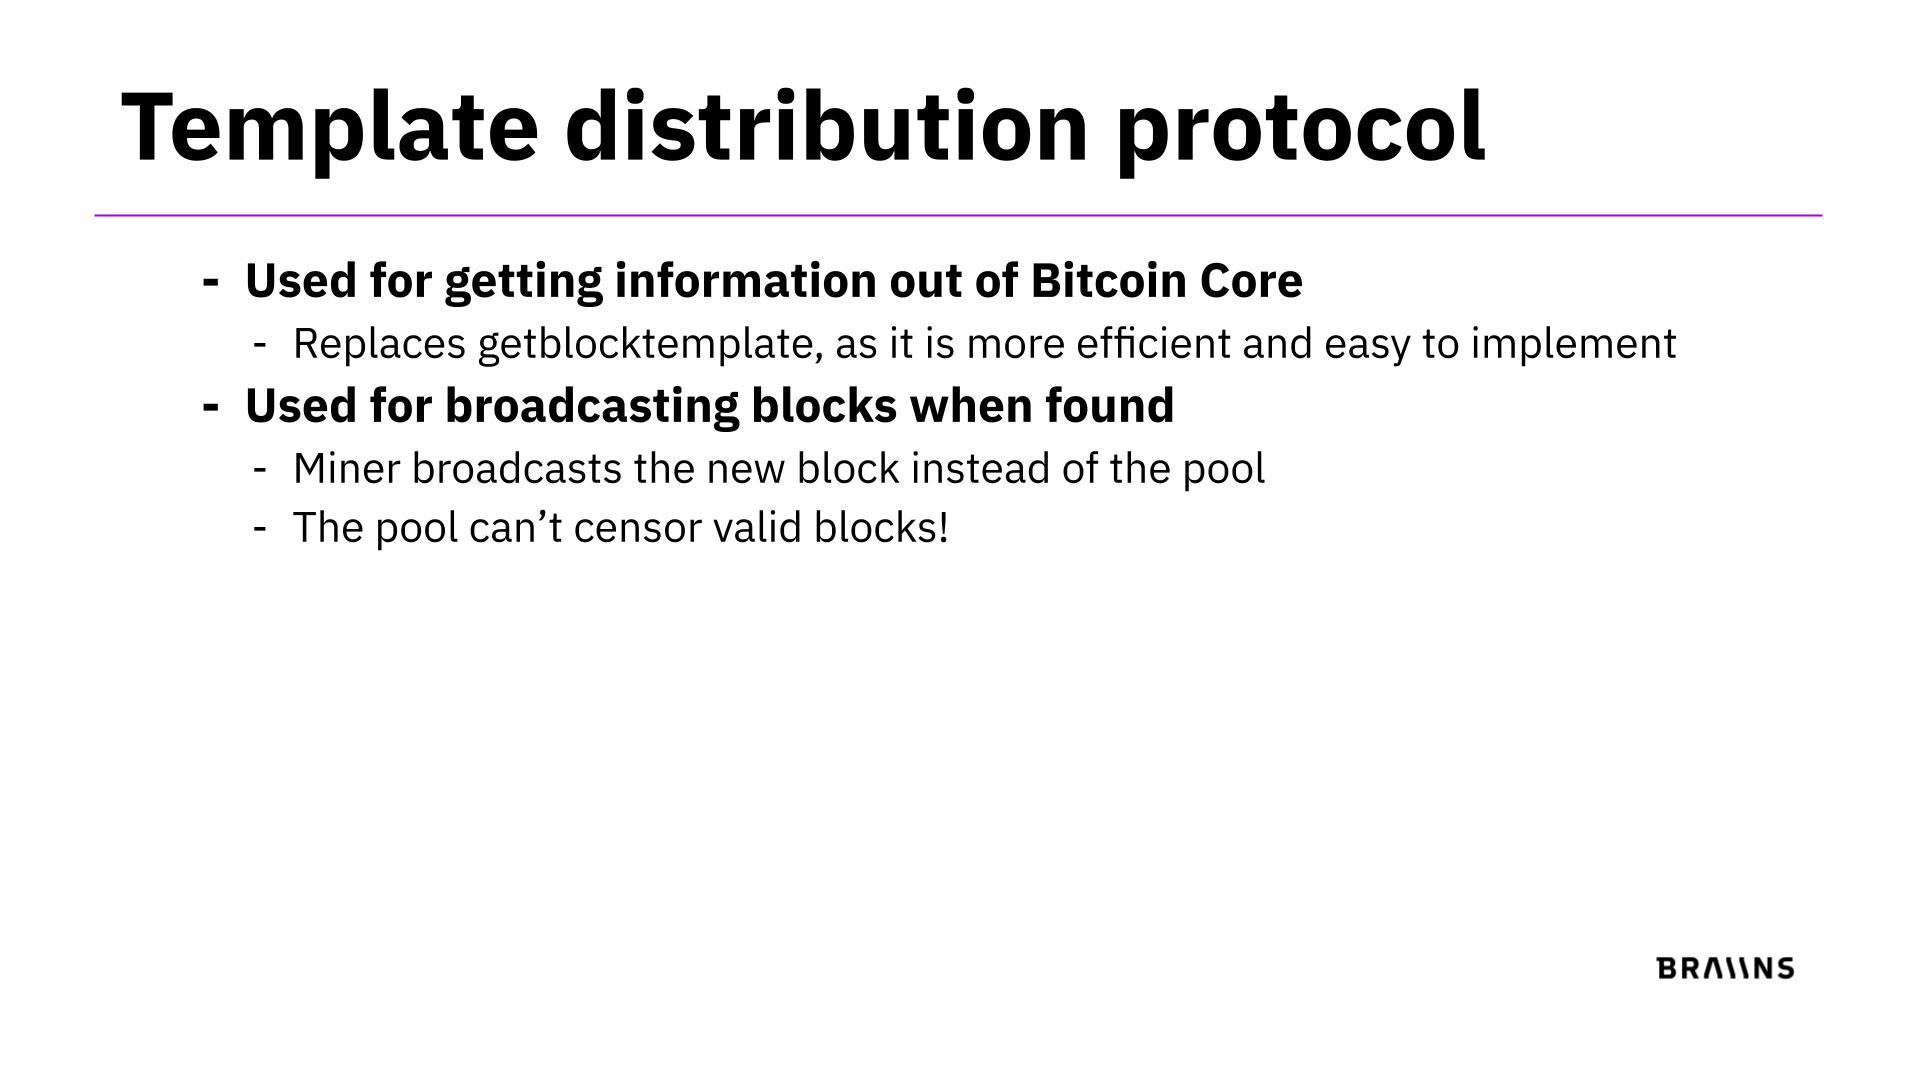 Template distribution protocol
- Used for getting information out of Bitcoin Core
- Replaces getblocktemplate, as it is more efficient and easy to implement
- Used for broadcasting blocks when found
- Miner broadcasts the new block instead of the pool
- The pool can’t censor valid blocks!
BRAIINS